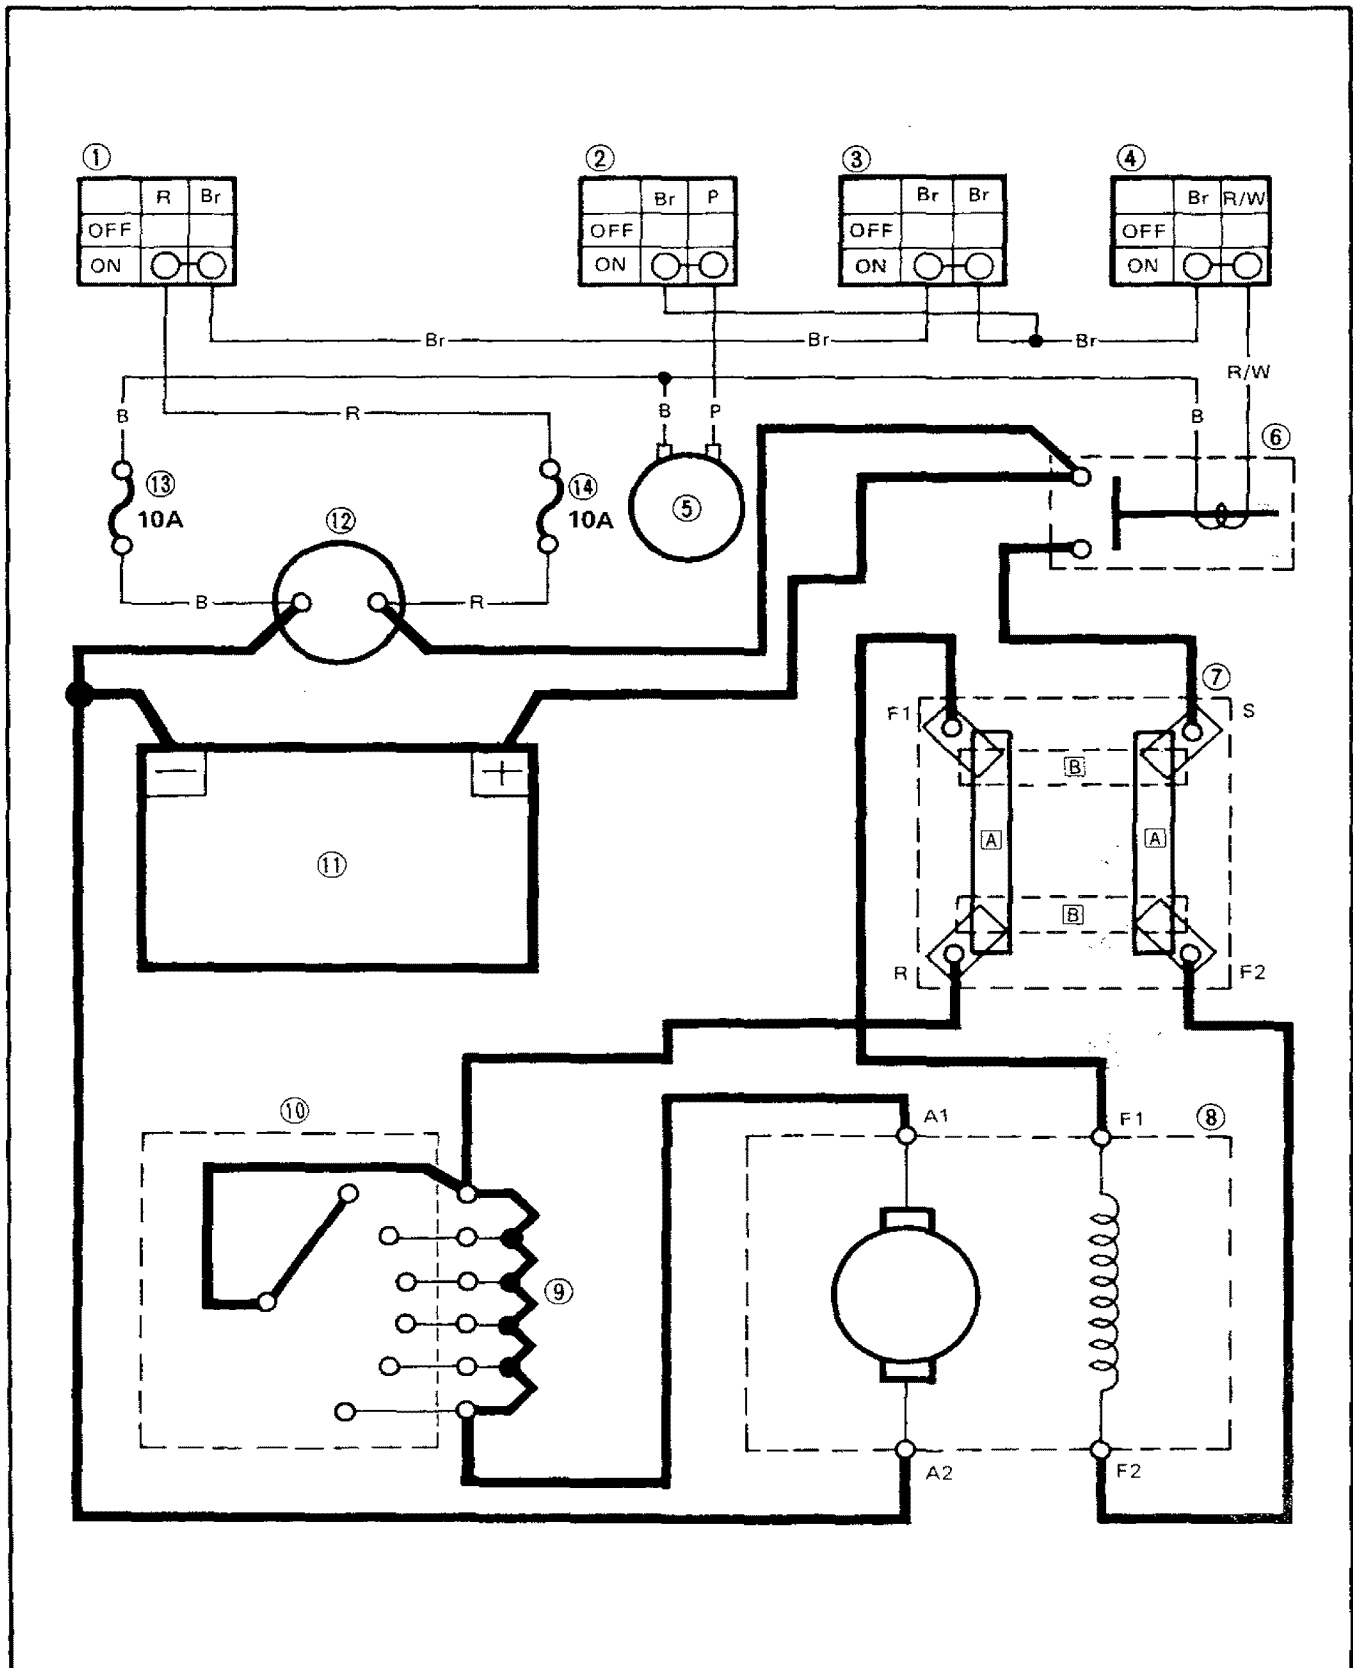 ① ② ③ ④
R Br
OFF
ON
Br P
OFF
ON
Br Br
OFF
ON
Br R/W
OFF
ON
Br Br Br
R/W
B R B P B
⑥
⑬ 10A
⑫
⑭ 10A
⑤
B R
⑦
F1 S
− +
B
⑪
A A
B
R F2
⑩
A1 F1 ⑧
⑨
A2 F2